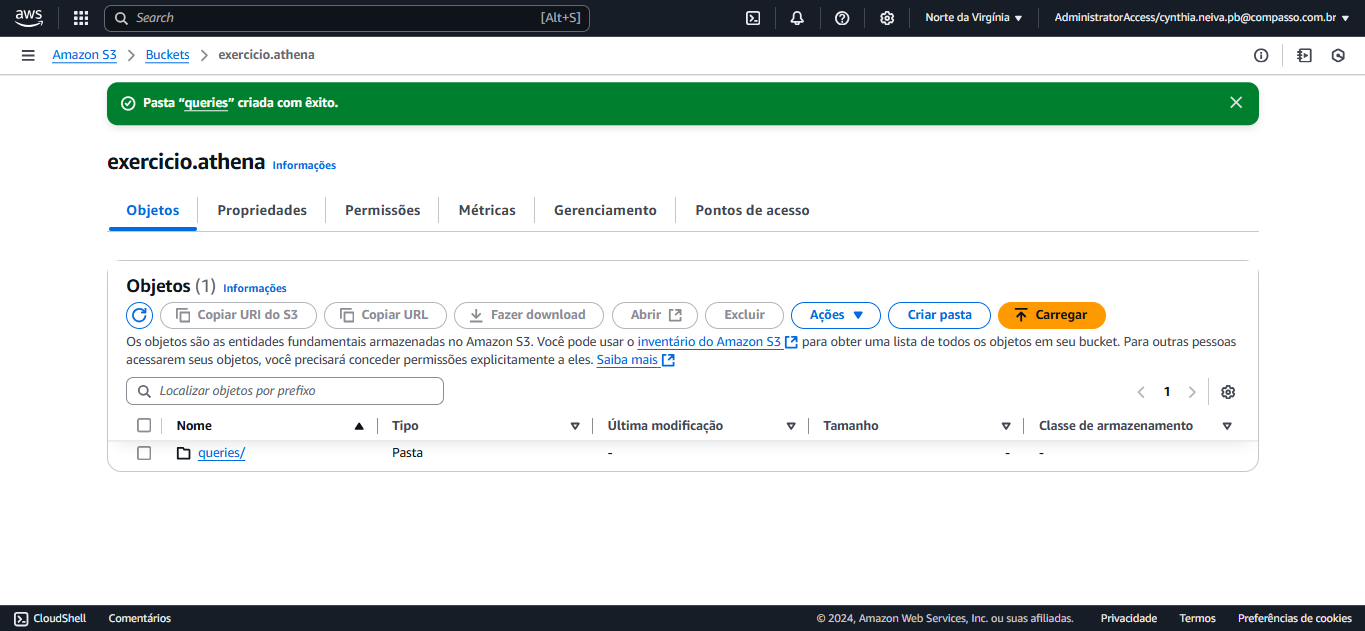 aws Search [Alt+S] Norte da Virgínia AdministratorAccess/cynthia.neiva.pb@compasso.com.br
Amazon S3 Buckets exercicio.athena
Pasta “queries” criada com êxito.
exercicio.athena Informações
Objetos Propriedades Permissões Métricas Gerenciamento Pontos de acesso
Objetos (1) Informações
Copiar URI do S3 Copiar URL Fazer download Abrir Excluir Ações Criar pasta Carregar
Os objetos são as entidades fundamentais armazenadas no Amazon S3. Você pode usar o inventário do Amazon S3 para obter uma lista de todos os objetos em seu bucket. Para outras pessoas
acessarem seus objetos, você precisará conceder permissões explicitamente a eles. Saiba mais
Localizar objetos por prefixo 1
Nome Tipo Última modificação Tamanho Classe de armazenamento
queries/ Pasta - - -
CloudShell Comentários © 2024, Amazon Web Services, Inc. ou suas afiliadas. Privacidade Termos Preferências de cookies